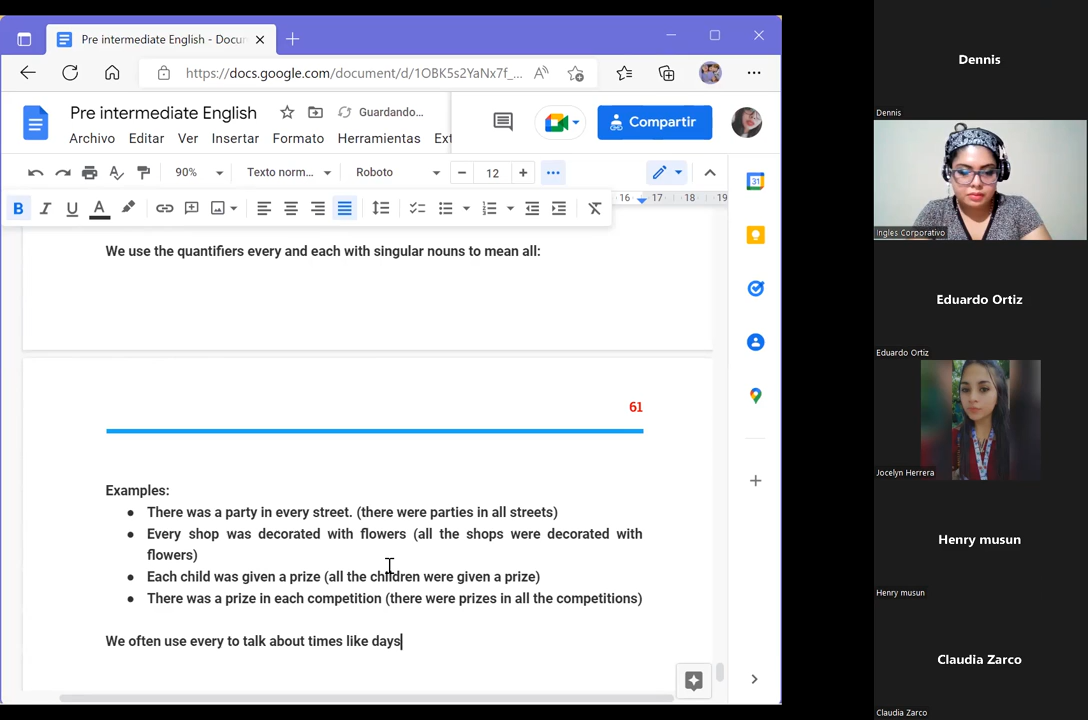 Pre intermediate English - Docur
https://docs.google.com/document/d/1OBK5s2YaNx7f_...
Pre intermediate English
Guardando...
Compartir
Archivo Editar Ver Insertar Formato Herramientas Ext
90% Texto norm... Roboto 12
16 17 18 19
We use the quantifiers every and each with singular nouns to mean all:
61
Examples:
There was a party in every street. (there were parties in all streets)
Every shop was decorated with flowers (all the shops were decorated with
flowers)
Each child was given a prize (all the children were given a prize)
There was a prize in each competition (there were prizes in all the competitions)
We often use every to talk about times like days
Dennis
Dennis
Ingles Corporativo
Eduardo Ortiz
Eduardo Ortiz
Jocelyn Herrera
Henry musun
Henry musun
Claudia Zarco
Claudia Zarco